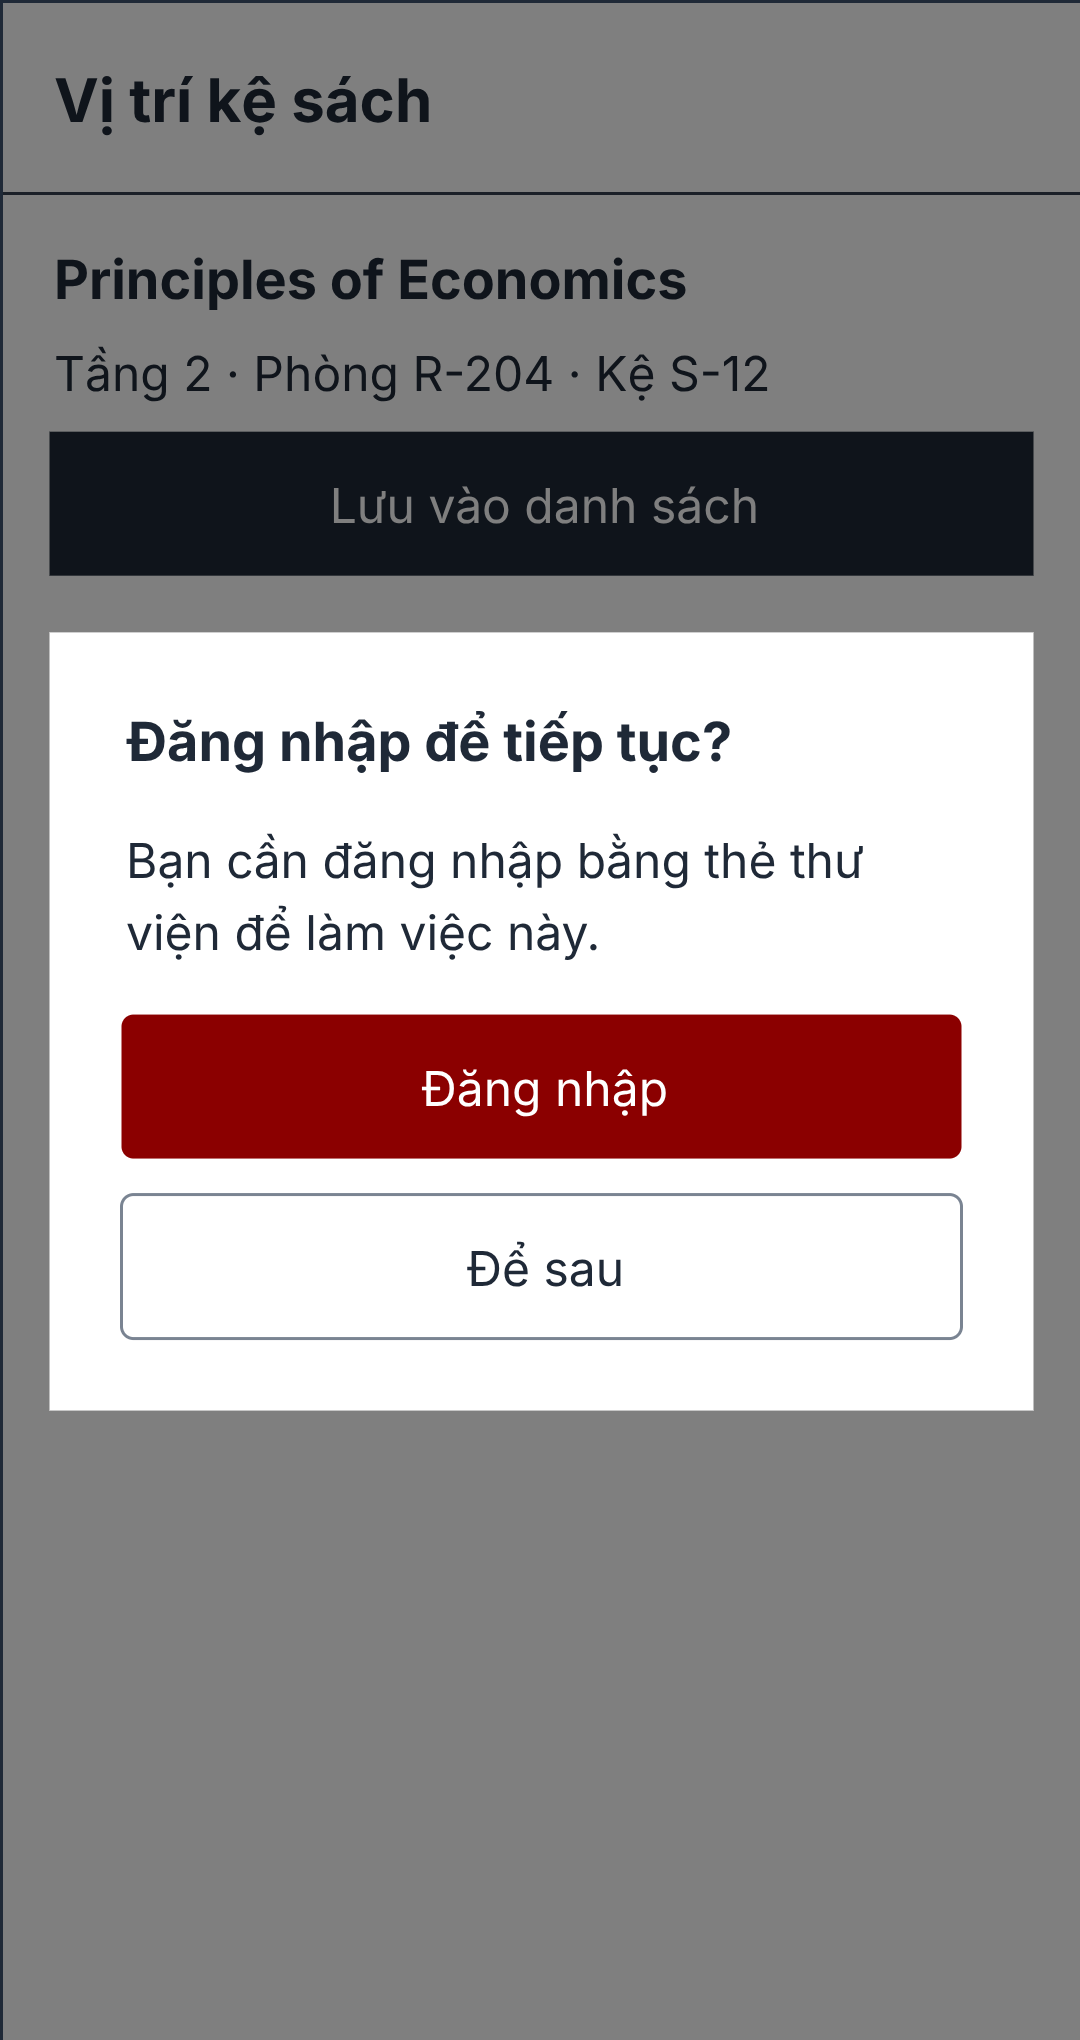 Vị trí kệ sách
Principles of Economics
Tầng 2 · Phòng R-204 · Kệ S-12
Lưu vào danh sách
Đăng nhập để tiếp tục?
Bạn cần đăng nhập bằng thẻ thư
viện để làm việc này.
Đăng nhập
Để sau